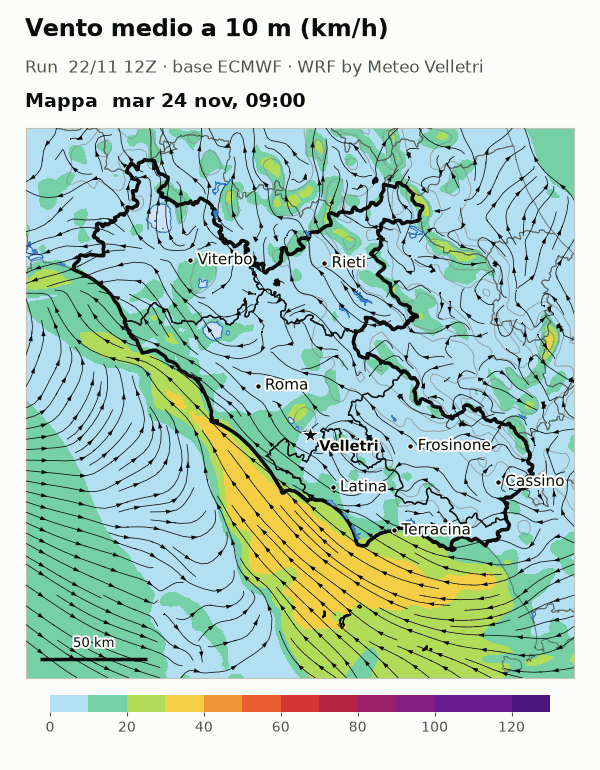 Vento medio a 10 m (km/h)
Run  22/11 12Z · base ECMWF · WRF by Meteo Velletri
Mappa  mar 24 nov, 09:00
Viterbo
Rieti
Roma
Velletri
Frosinone
Latina
Cassino
Terracina
50 km
0 20 40 60 80 100 120